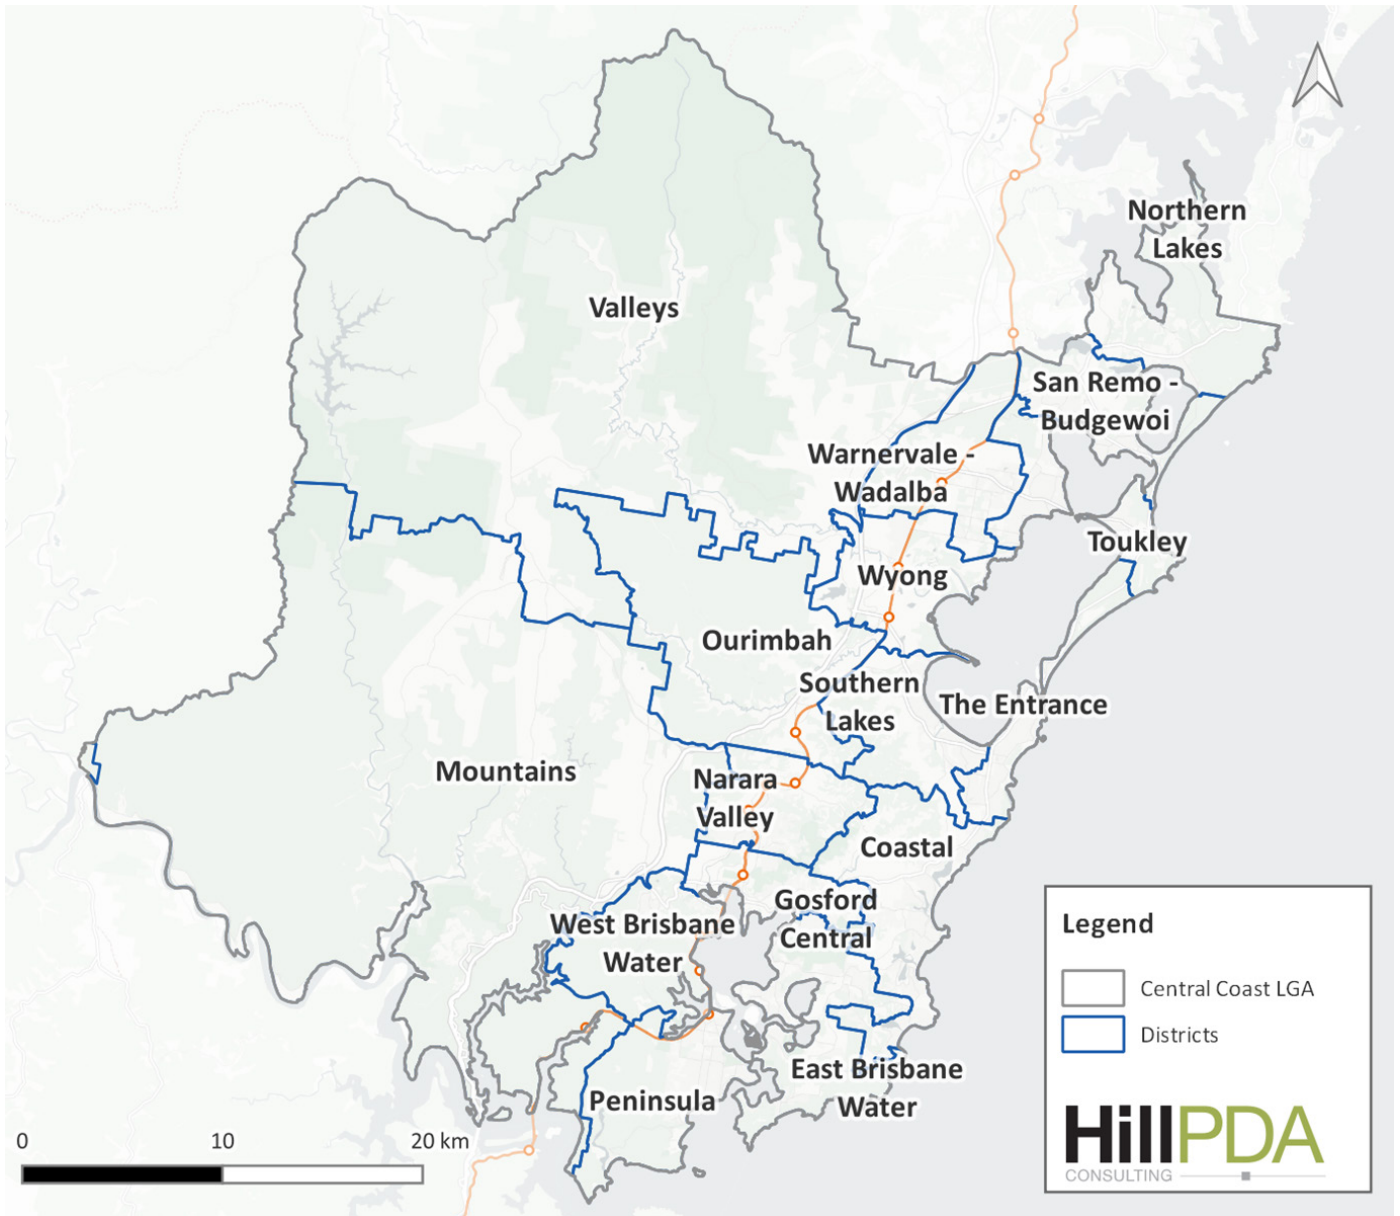 Northern
Lakes
Valleys
San Remo -
Budgewoi
Warnervale -
Wadalba
Toukley
Wyong
Ourimbah
Southern
Lakes
The Entrance
Mountains
Narara
Valley
Coastal
Gosford
Central
West Brisbane
Water
East Brisbane
Water
Peninsula
0 10 20 km
Legend
Central Coast LGA
Districts
HillPDA
CONSULTING